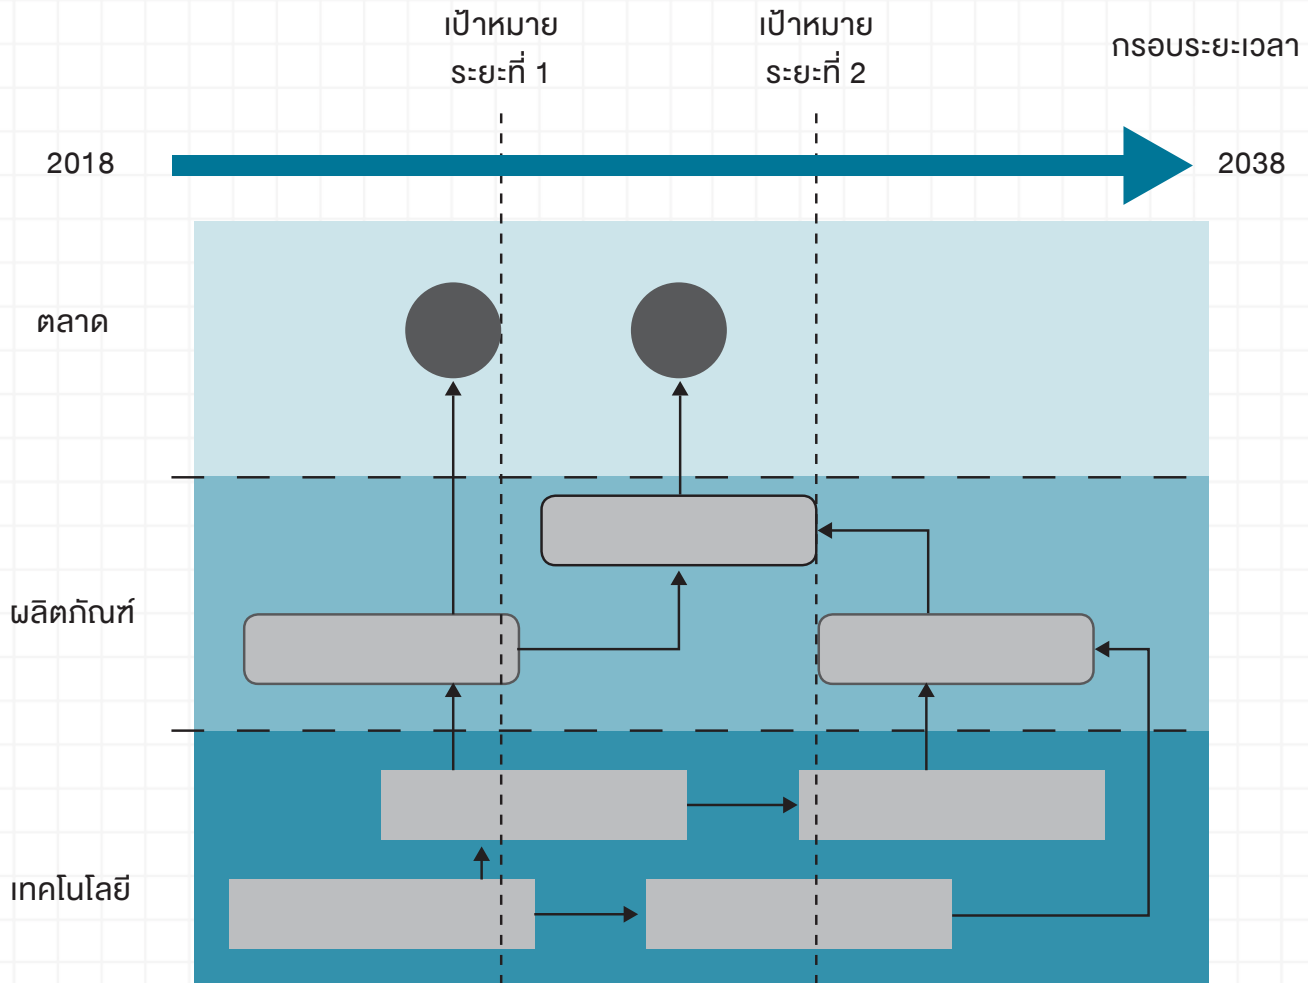 เป้าหมาย
ระยะที่ 1
เป้าหมาย
ระยะที่ 2
กรอบระยะเวลา
2018
2038
ตลาด
ผลิตภัณฑ์
เทคโนโลยี